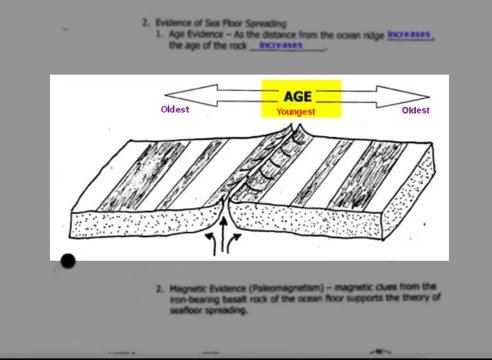 2. Evidence of Sea Floor Spreading
1. Age Evidence – As the distance from the ocean ridge increases,
the age of the rock increases.
AGE
Oldest Youngest Oldest
2. Magnetic Evidence (Paleomagnetism) – magnetic clues from the
iron-bearing basalt rock of the ocean floor supports the theory of
seafloor spreading.